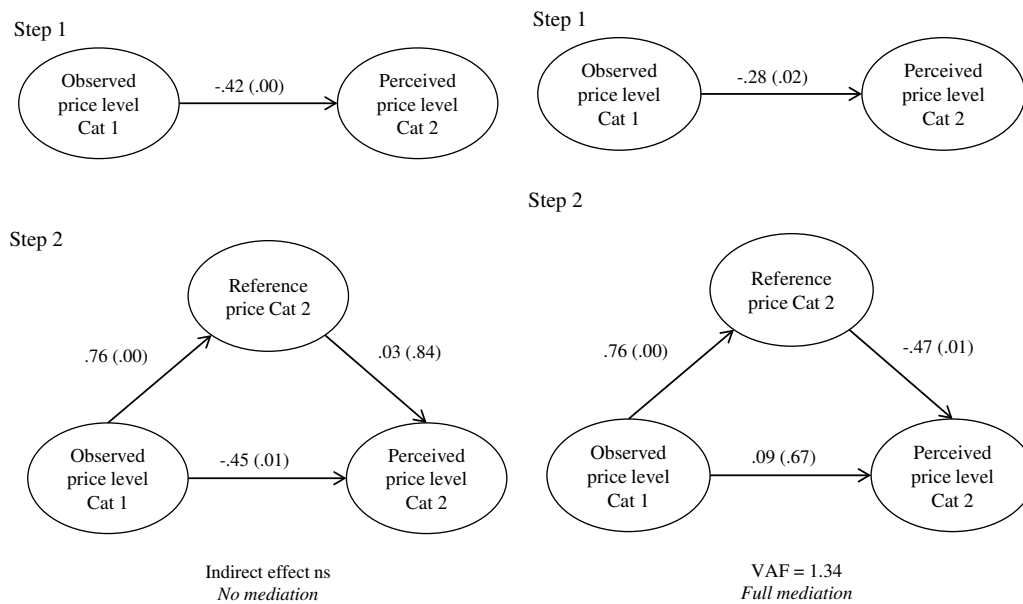 Step 1
Observed
price level
Cat 1
-.42 (.00)
Perceived
price level
Cat 2
Step 2
Reference
price Cat 2
.76 (.00)
.03 (.84)
Observed
price level
Cat 1
-.45 (.01)
Perceived
price level
Cat 2
Indirect effect ns
No mediation
Step 1
Observed
price level
Cat 1
-.28 (.02)
Perceived
price level
Cat 2
Step 2
Reference
price Cat 2
.76 (.00)
-.47 (.01)
Observed
price level
Cat 1
.09 (.67)
Perceived
price level
Cat 2
VAF = 1.34
Full mediation